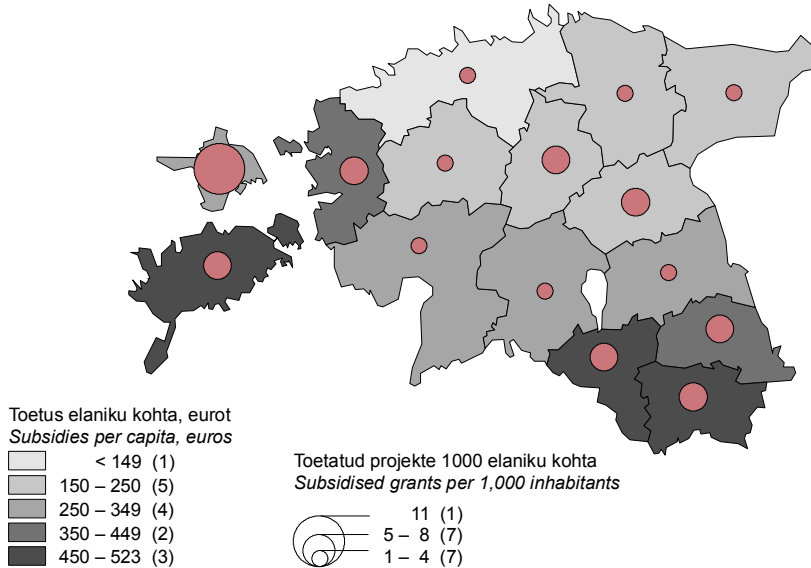 Toetus elaniku kohta, eurot
Subsidies per capita, euros
< 149 (1)
150 – 250 (5)
250 – 349 (4)
350 – 449 (2)
450 – 523 (3)
Toetatud projekte 1000 elaniku kohta
Subsidised grants per 1,000 inhabitants
11 (1)
5 – 8 (7)
1 – 4 (7)